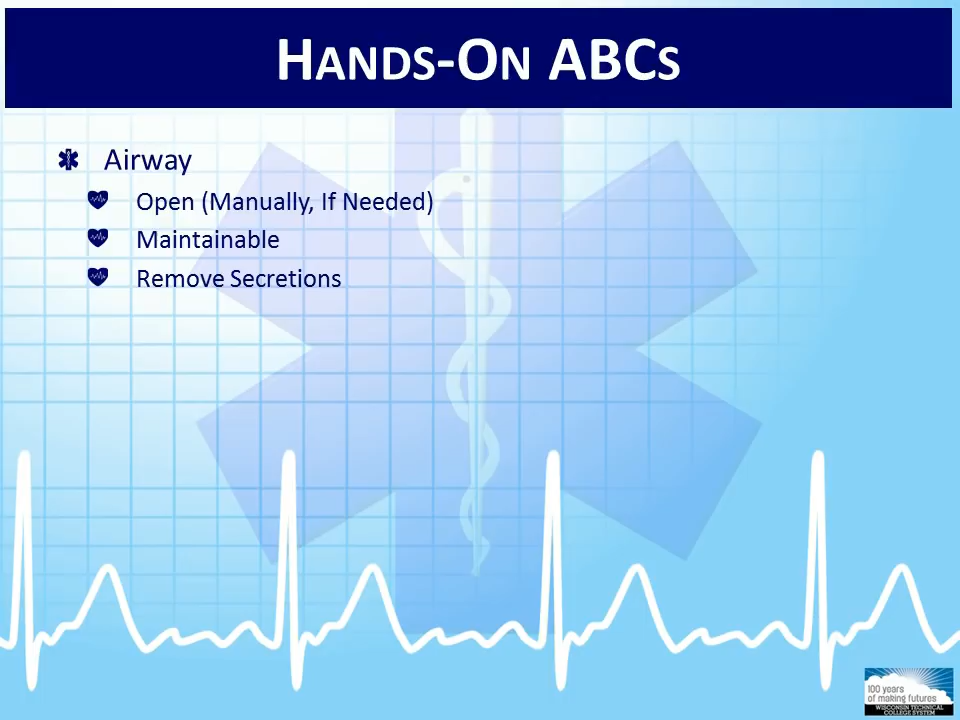 Hands-On ABCs
Airway
Open (Manually, If Needed)
Maintainable
Remove Secretions
100 years
of making futures
WISCONSIN TECHNICAL
COLLEGE SYSTEM